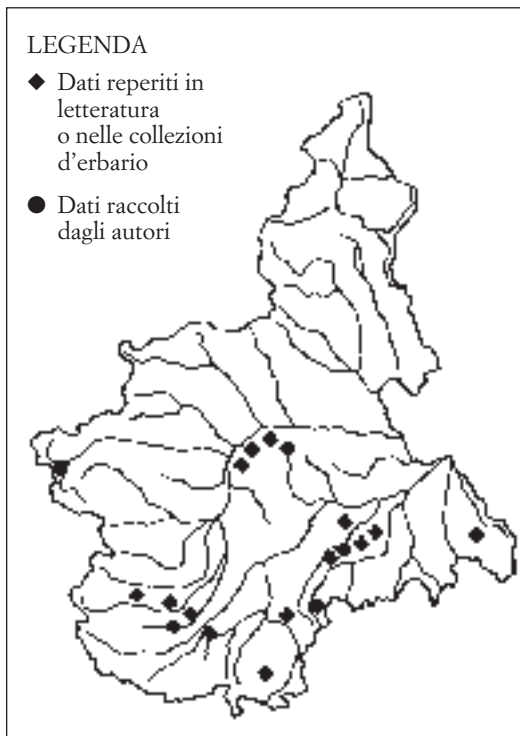 LEGENDA
Dati reperiti in
letteratura
o nelle collezioni
d'erbario
Dati raccolti
dagli autori